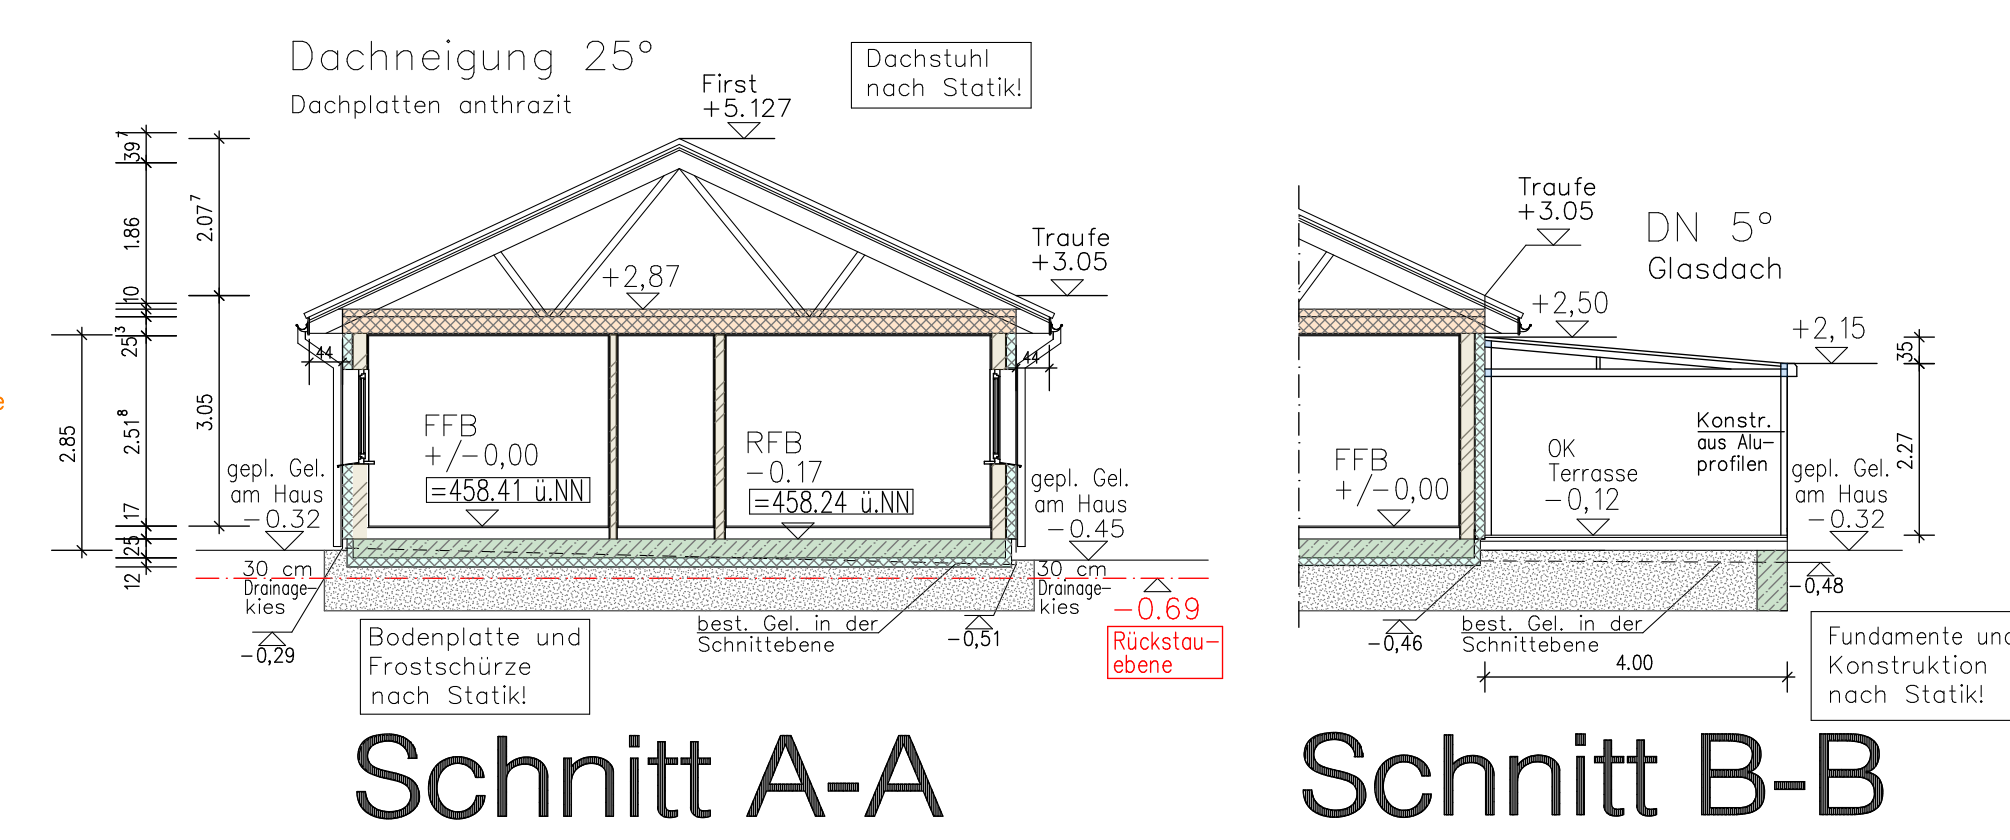 Dachneigung 25°
Dachplatten anthrazit
First
+5.127
Dachstuhl
nach Statik!
Traufe
+3.05
+2,87
39⁷
1.86
10
25³
2.51⁸
17
25
12
2.07⁷
3.05
2.85
44
44
FFB
+/-0,00
=458.41 ü.NN
RFB
-0.17
=458.24 ü.NN
gepl. Gel.
am Haus
-0.32
gepl. Gel.
am Haus
-0.45
30 cm
Drainage-
kies
-0,29
30 cm
Drainage-
kies
-0,51
best. Gel. in der
Schnittebene
-0.69
Rückstau-
ebene
Bodenplatte und
Frostschürze
nach Statik!
Schnitt A-A
Traufe
+3.05
DN 5°
Glasdach
+2,50
+2,15
35
2.27
Konstr.
aus Alu-
profilen
OK
Terrasse
-0,12
FFB
+/-0,00
gepl. Gel.
am Haus
-0.32
-0,48
-0,46
best. Gel. in der
Schnittebene
4.00
Fundamente und
Konstruktion
nach Statik!
Schnitt B-B